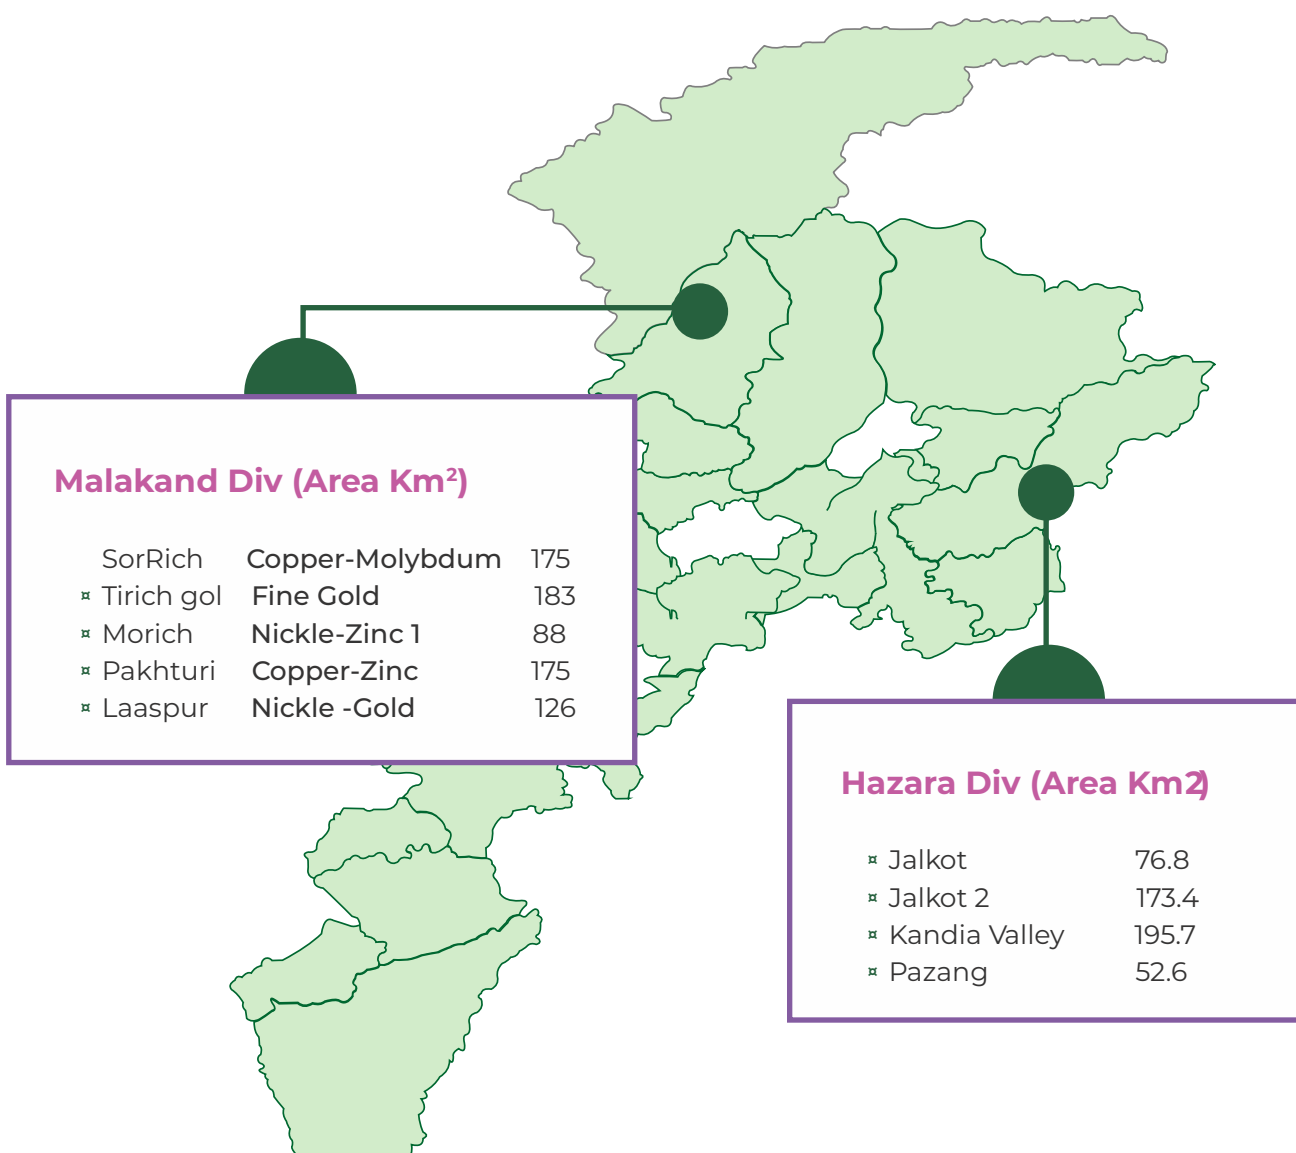 Malakand Div (Area Km²)
SorRich Copper-Molybdum 175
¤ Tirich gol Fine Gold 183
¤ Morich Nickle-Zinc 1 88
¤ Pakhturi Copper-Zinc 175
¤ Laaspur Nickle -Gold 126
Hazara Div (Area Km2)
¤ Jalkot 76.8
¤ Jalkot 2 173.4
¤ Kandia Valley 195.7
¤ Pazang 52.6